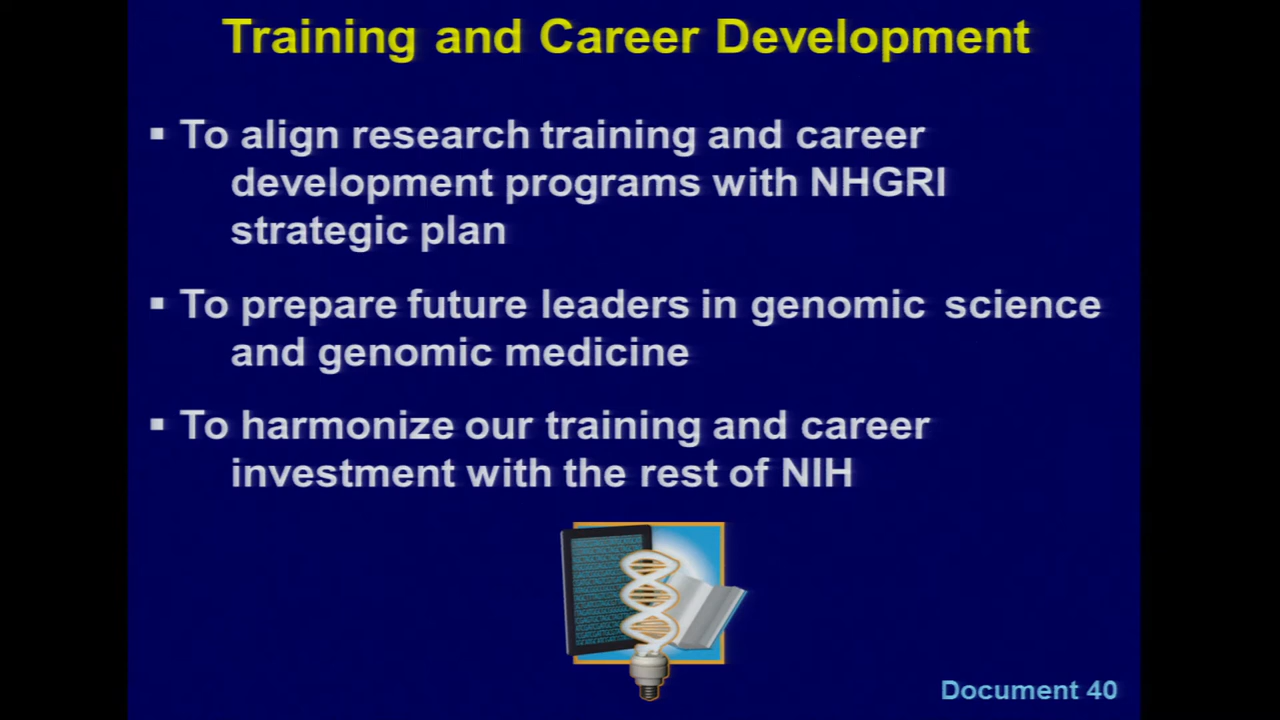 Training and Career Development
▪ To align research training and career
development programs with NHGRI
strategic plan
▪ To prepare future leaders in genomic science
and genomic medicine
▪ To harmonize our training and career
investment with the rest of NIH
Document 40